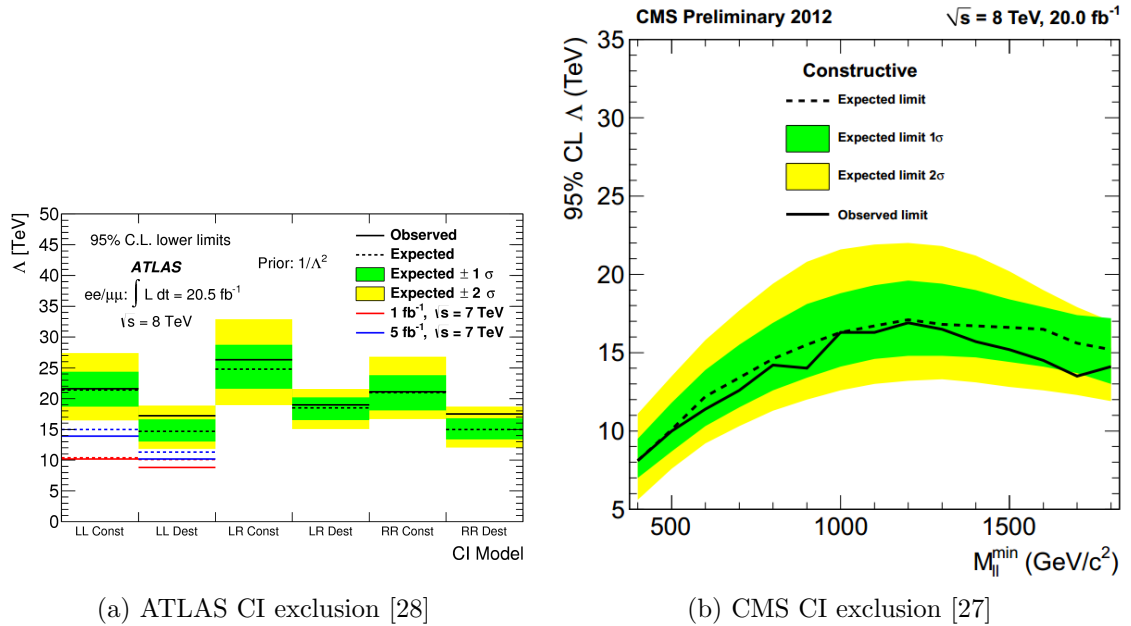 Λ [TeV]
50
45
40
35
30
25
20
15
10
5
0
95% C.L. lower limits
ATLAS
ee/μμ: ∫ L dt = 20.5 fb⁻¹
√s = 8 TeV
Prior: 1/Λ²
Observed
Expected
Expected ± 1 σ
Expected ± 2 σ
1 fb⁻¹, √s = 7 TeV
5 fb⁻¹, √s = 7 TeV
LL Const LL Dest LR Const LR Dest RR Const RR Dest
CI Model
(a) ATLAS CI exclusion [28]
CMS Preliminary 2012 √s = 8 TeV, 20.0 fb⁻¹
95% CL Λ (TeV)
35
30
25
20
15
10
5
Constructive
Expected limit
Expected limit 1σ
Expected limit 2σ
Observed limit
500 1000 1500
M_ll^min (GeV/c²)
(b) CMS CI exclusion [27]